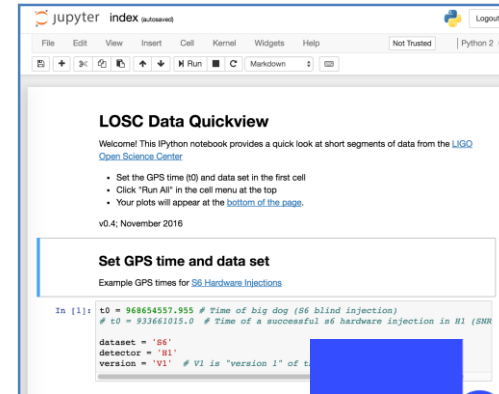 jupyter index (autosaved)
Logout
File Edit View Insert Cell Kernel Widgets Help
Not Trusted
Python 2
Run
Markdown
LOSC Data Quickview
Welcome! This IPython notebook provides a quick look at short segments of data from the LIGO
Open Science Center
• Set the GPS time (t0) and data set in the first cell
• Click "Run All" in the cell menu at the top
• Your plots will appear at the bottom of the page.
v0.4; November 2016
Set GPS time and data set
Example GPS times for S6 Hardware Injections
In [1]: t0 = 968654557.955 # Time of big dog (S6 blind injection)
# t0 = 933661015.0 # Time of a successful s6 hardware injection in H1 (SNR
dataset = 'S6'
detector = 'H1'
version = 'V1' # V1 is "version 1" of